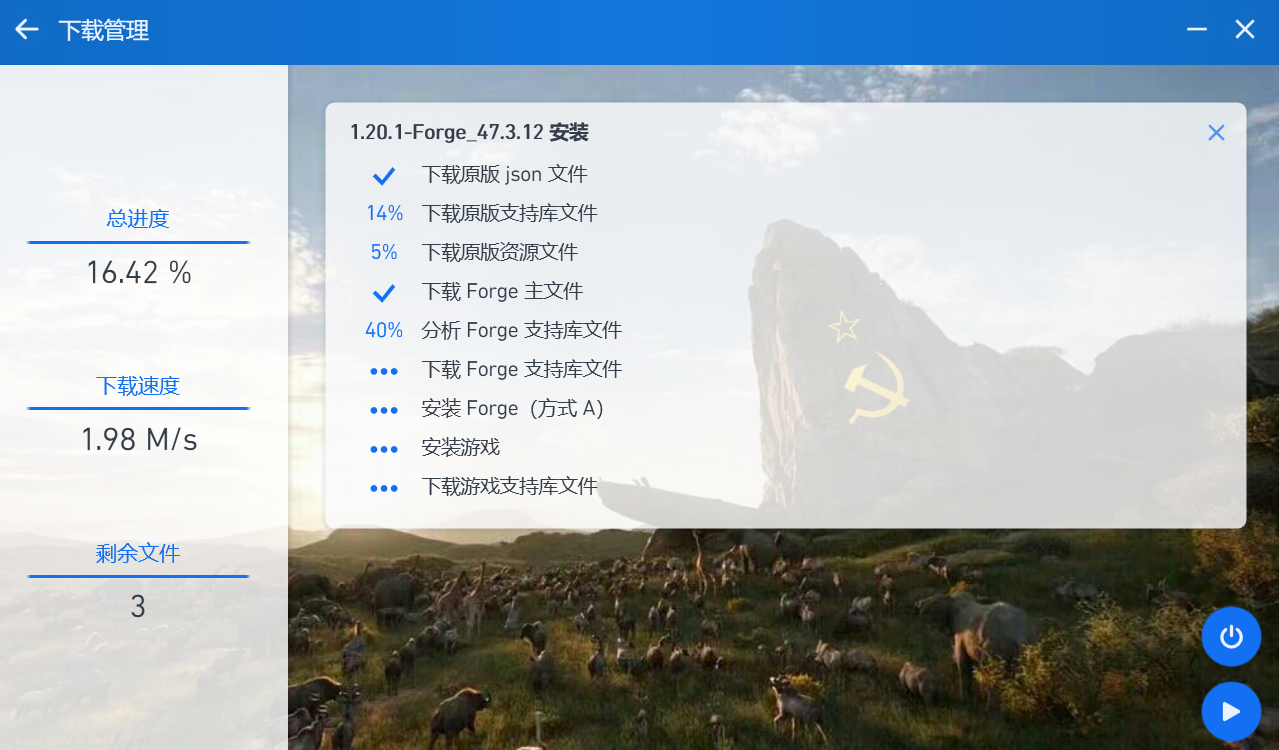 下载管理
总进度
16.42 %
下载速度
1.98 M/s
剩余文件
3
1.20.1-Forge_47.3.12 安装
下载原版 json 文件
14% 下载原版支持库文件
5% 下载原版资源文件
下载 Forge 主文件
40% 分析 Forge 支持库文件
下载 Forge 支持库文件
安装 Forge（方式 A）
安装游戏
下载游戏支持库文件